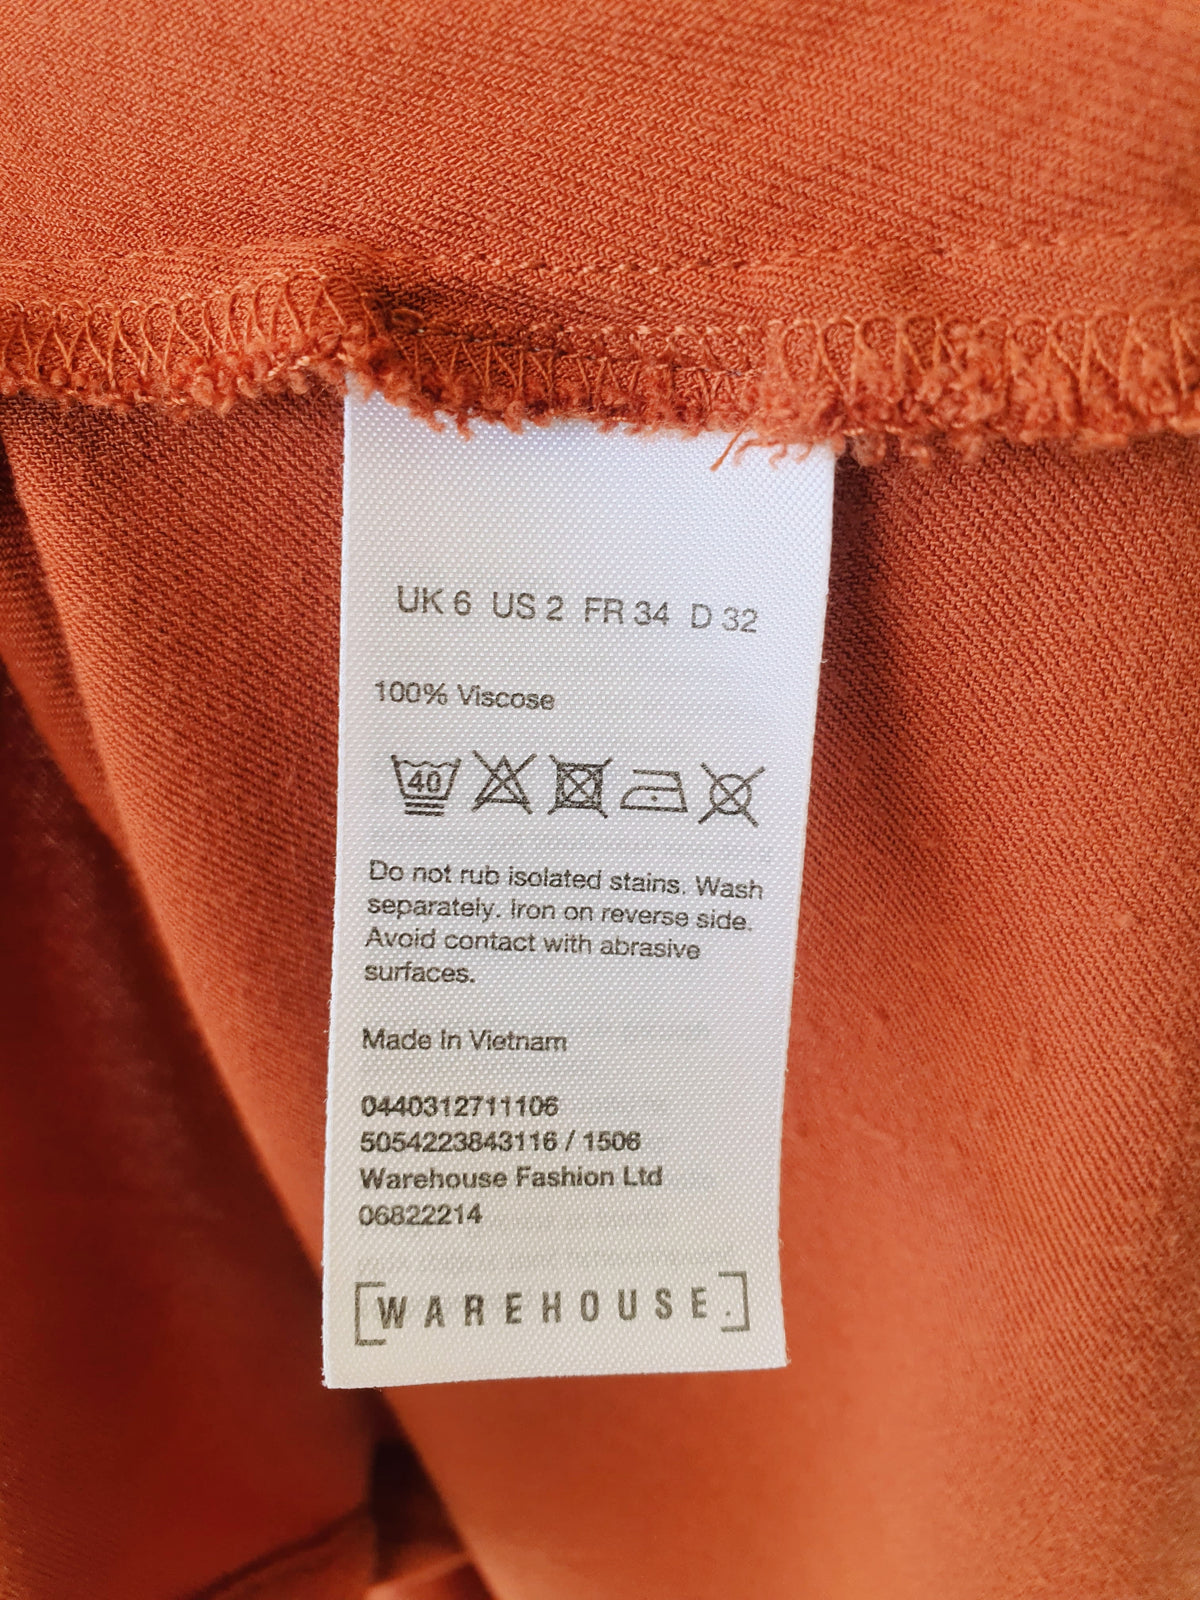 UK 6 US 2 FR 34 D 32
100% Viscose
40
Do not rub isolated stains. Wash
separately. Iron on reverse side.
Avoid contact with abrasive
surfaces.
Made In Vietnam
0440312711106
5054223843116 / 1506
Warehouse Fashion Ltd
06822214
[WAREHOUSE.]